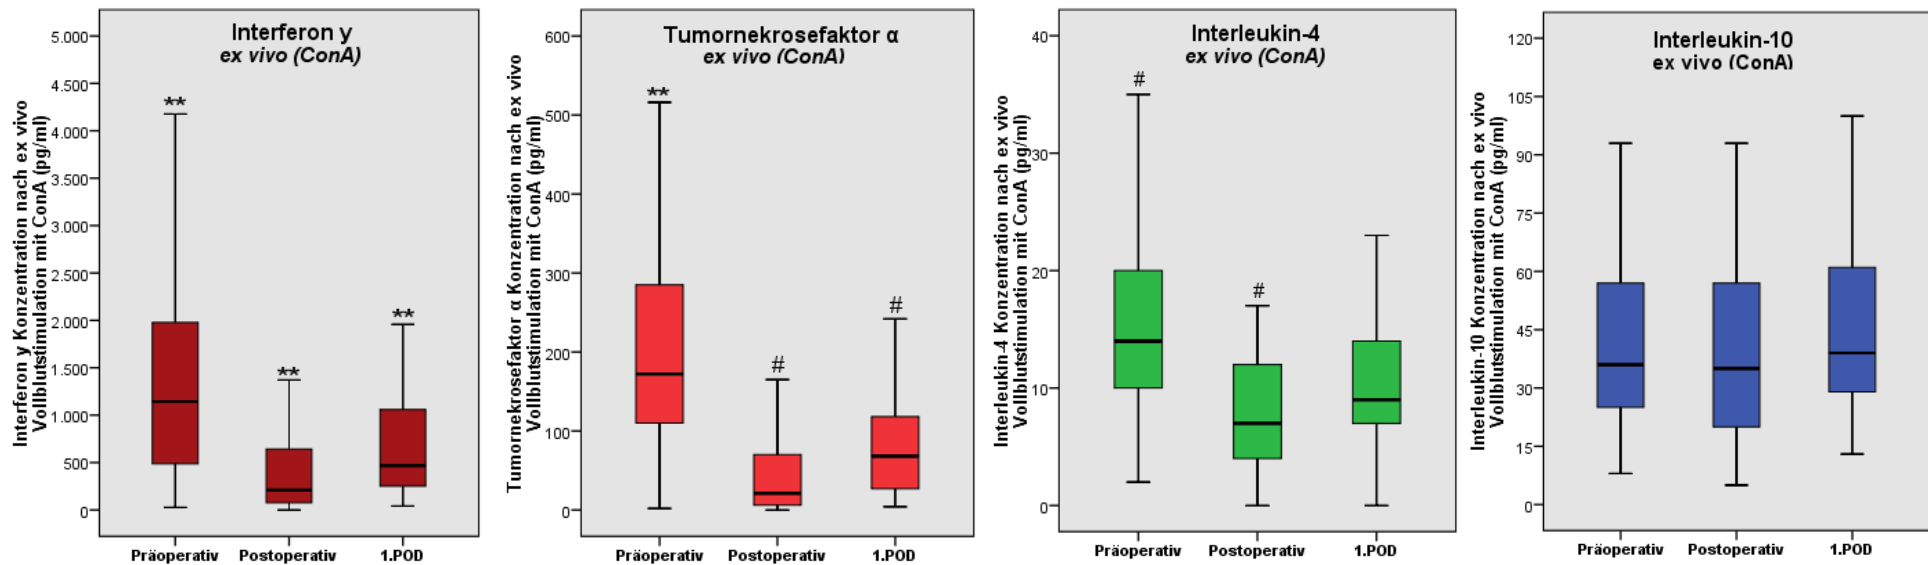 Interferon y
ex vivo (ConA)
Interferon y Konzentration nach ex vivo
Vollblutstimulation mit ConA (pg/ml)
5.000
4.500
4.000
3.500
3.000
2.500
2.000
1.500
1.000
500
0
**
**
**
Präoperativ Postoperativ 1.POD
Tumornekrosefaktor α
ex vivo (ConA)
Tumornekrosefaktor α Konzentration nach ex vivo
Vollblutstimulation mit ConA (pg/ml)
600
500
400
300
200
100
0
**
#
#
Präoperativ Postoperativ 1.POD
Interleukin-4
ex vivo (ConA)
Interleukin-4 Konzentration nach ex vivo
Vollblutstimulation mit ConA (pg/ml)
40
30
20
10
0
#
#
Präoperativ Postoperativ 1.POD
Interleukin-10
ex vivo (ConA)
Interleukin-10 Konzentration nach ex vivo
Vollblutstimulation mit ConA (pg/ml)
120
105
90
75
60
45
30
15
0
Präoperativ Postoperativ 1.POD